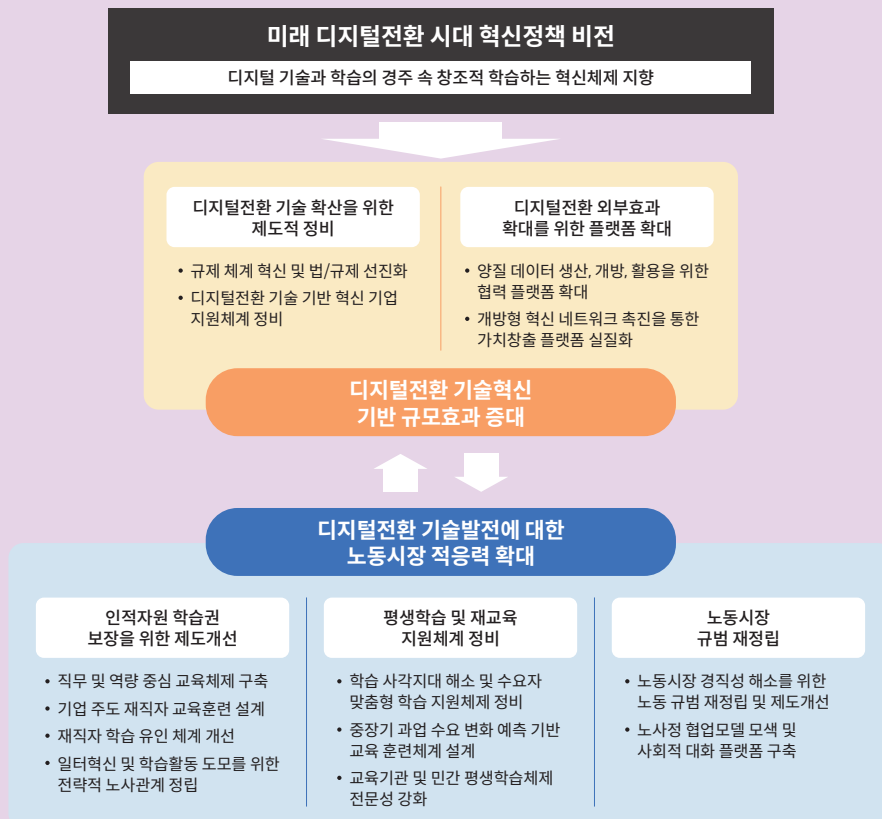 미래 디지털전환 시대 혁신정책 비전
디지털 기술과 학습의 경주 속 창조적 학습하는 혁신체제 지향
디지털전환 기술 확산을 위한
제도적 정비
• 규제 체계 혁신 및 법/규제 선진화
• 디지털전환 기술 기반 혁신 기업
지원체계 정비
디지털전환 외부효과
확대를 위한 플랫폼 확대
• 양질 데이터 생산, 개방, 활용을 위한
협력 플랫폼 확대
• 개방형 혁신 네트워크 촉진을 통한
가치창출 플랫폼 실질화
디지털전환 기술혁신
기반 규모효과 증대
디지털전환 기술발전에 대한
노동시장 적응력 확대
인적자원 학습권
보장을 위한 제도개선
• 직무 및 역량 중심 교육체제 구축
• 기업 주도 재직자 교육훈련 설계
• 재직자 학습 유인 체계 개선
• 일터혁신 및 학습활동 도모를 위한
전략적 노사관계 정립
평생학습 및 재교육
지원체계 정비
• 학습 사각지대 해소 및 수요자
맞춤형 학습 지원체제 정비
• 중장기 과업 수요 변화 예측 기반
교육 훈련체계 설계
• 교육기관 및 민간 평생학습체제
전문성 강화
노동시장
규범 재정립
• 노동시장 경직성 해소를 위한
노동 규범 재정립 및 제도개선
• 노사정 협업모델 모색 및
사회적 대화 플랫폼 구축